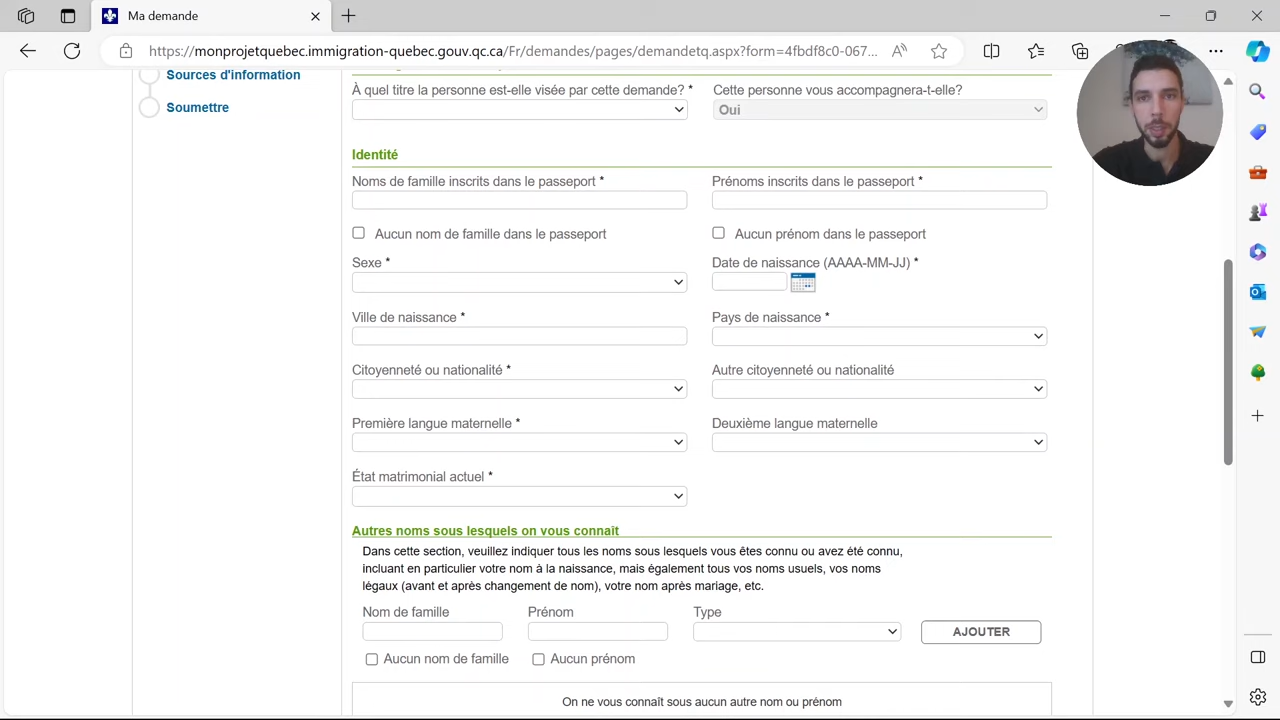 Ma demande
https://monprojetquebec.immigration-quebec.gouv.qc.ca/Fr/demandes/pages/demandetq.aspx?form=4fbdf8c0-067...
Sources d'information
Soumettre
À quel titre la personne est-elle visée par cette demande? *
Cette personne vous accompagnera-t-elle?
Oui
Identité
Noms de famille inscrits dans le passeport *
Prénoms inscrits dans le passeport *
Aucun nom de famille dans le passeport
Aucun prénom dans le passeport
Sexe *
Date de naissance (AAAA-MM-JJ) *
Ville de naissance *
Pays de naissance *
Citoyenneté ou nationalité *
Autre citoyenneté ou nationalité
Première langue maternelle *
Deuxième langue maternelle
État matrimonial actuel *
Autres noms sous lesquels on vous connaît
Dans cette section, veuillez indiquer tous les noms sous lesquels vous êtes connu ou avez été connu,
incluant en particulier votre nom à la naissance, mais également tous vos noms usuels, vos noms
légaux (avant et après changement de nom), votre nom après mariage, etc.
Nom de famille
Prénom
Type
AJOUTER
Aucun nom de famille
Aucun prénom
On ne vous connaît sous aucun autre nom ou prénom